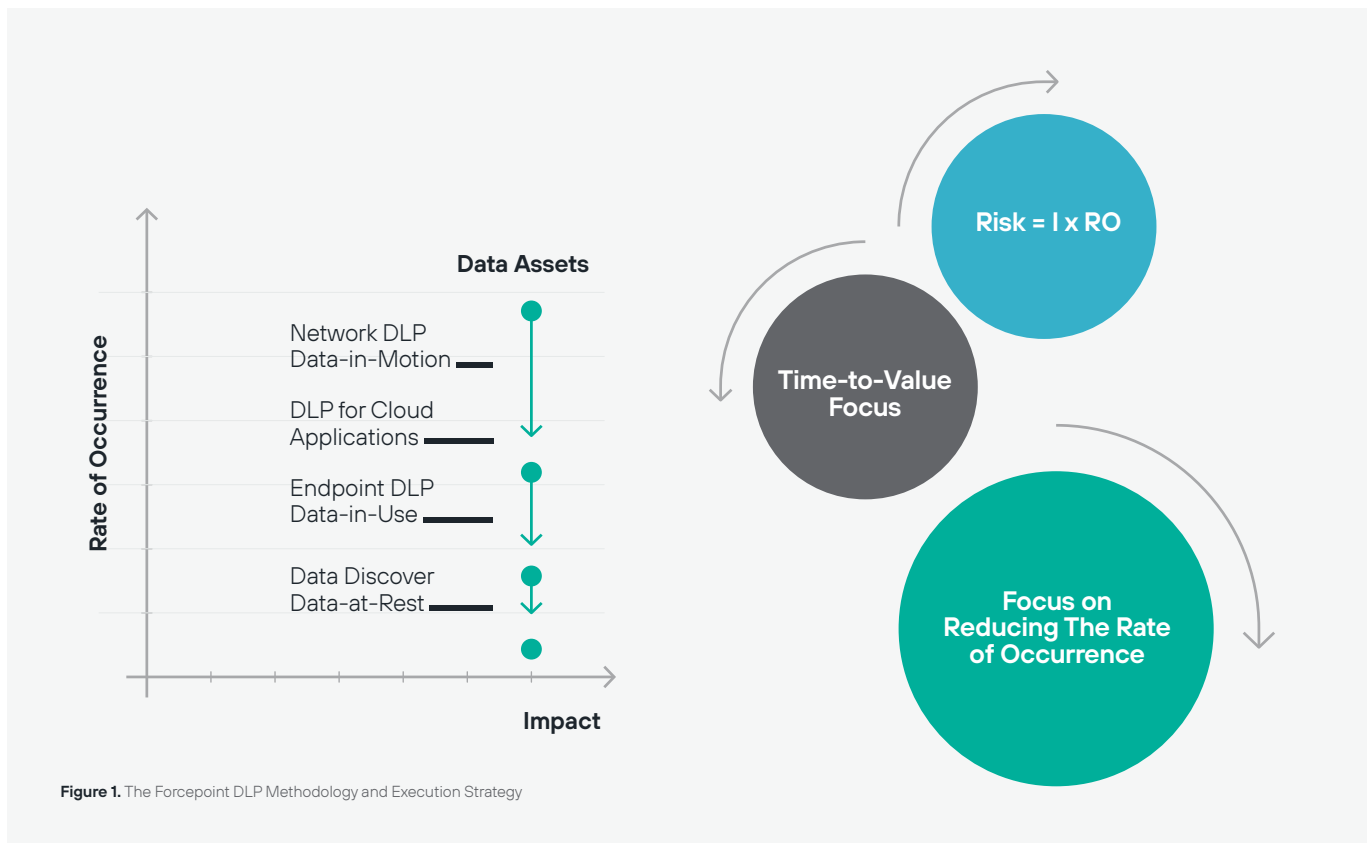 Data Assets
Network DLP
Data-in-Motion
DLP for Cloud
Applications
Endpoint DLP
Data-in-Use
Data Discover
Data-at-Rest
Rate of Occurrence
Impact
Risk = I x RO
Time-to-Value
Focus
Focus on
Reducing The Rate
of Occurrence
Figure 1. The Forcepoint DLP Methodology and Execution Strategy